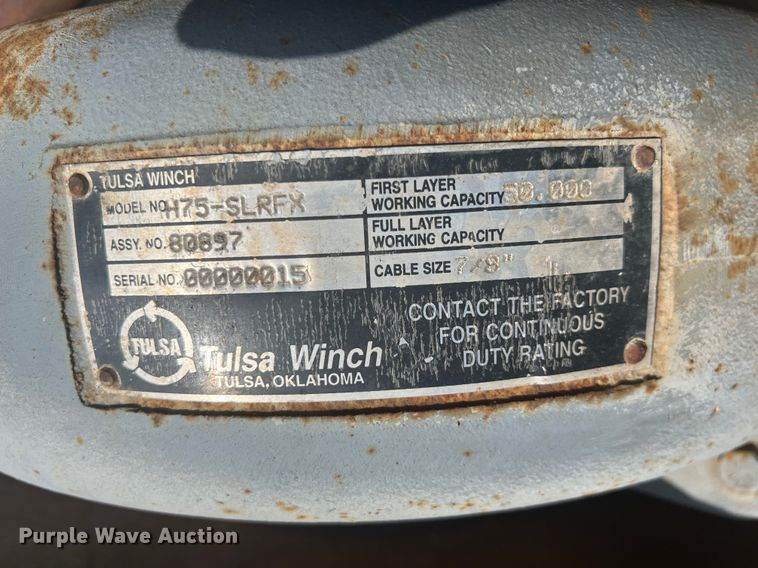 TULSA WINCH
MODEL NO. H75-SLRFX
ASSY. NO. 80897
SERIAL NO. 00000015
FIRST LAYER
WORKING CAPACITY 50,000
FULL LAYER
WORKING CAPACITY
CABLE SIZE 7/8"
TULSA
Tulsa Winch
TULSA, OKLAHOMA
CONTACT THE FACTORY
FOR CONTINUOUS
DUTY RATING
Purple Wave Auction